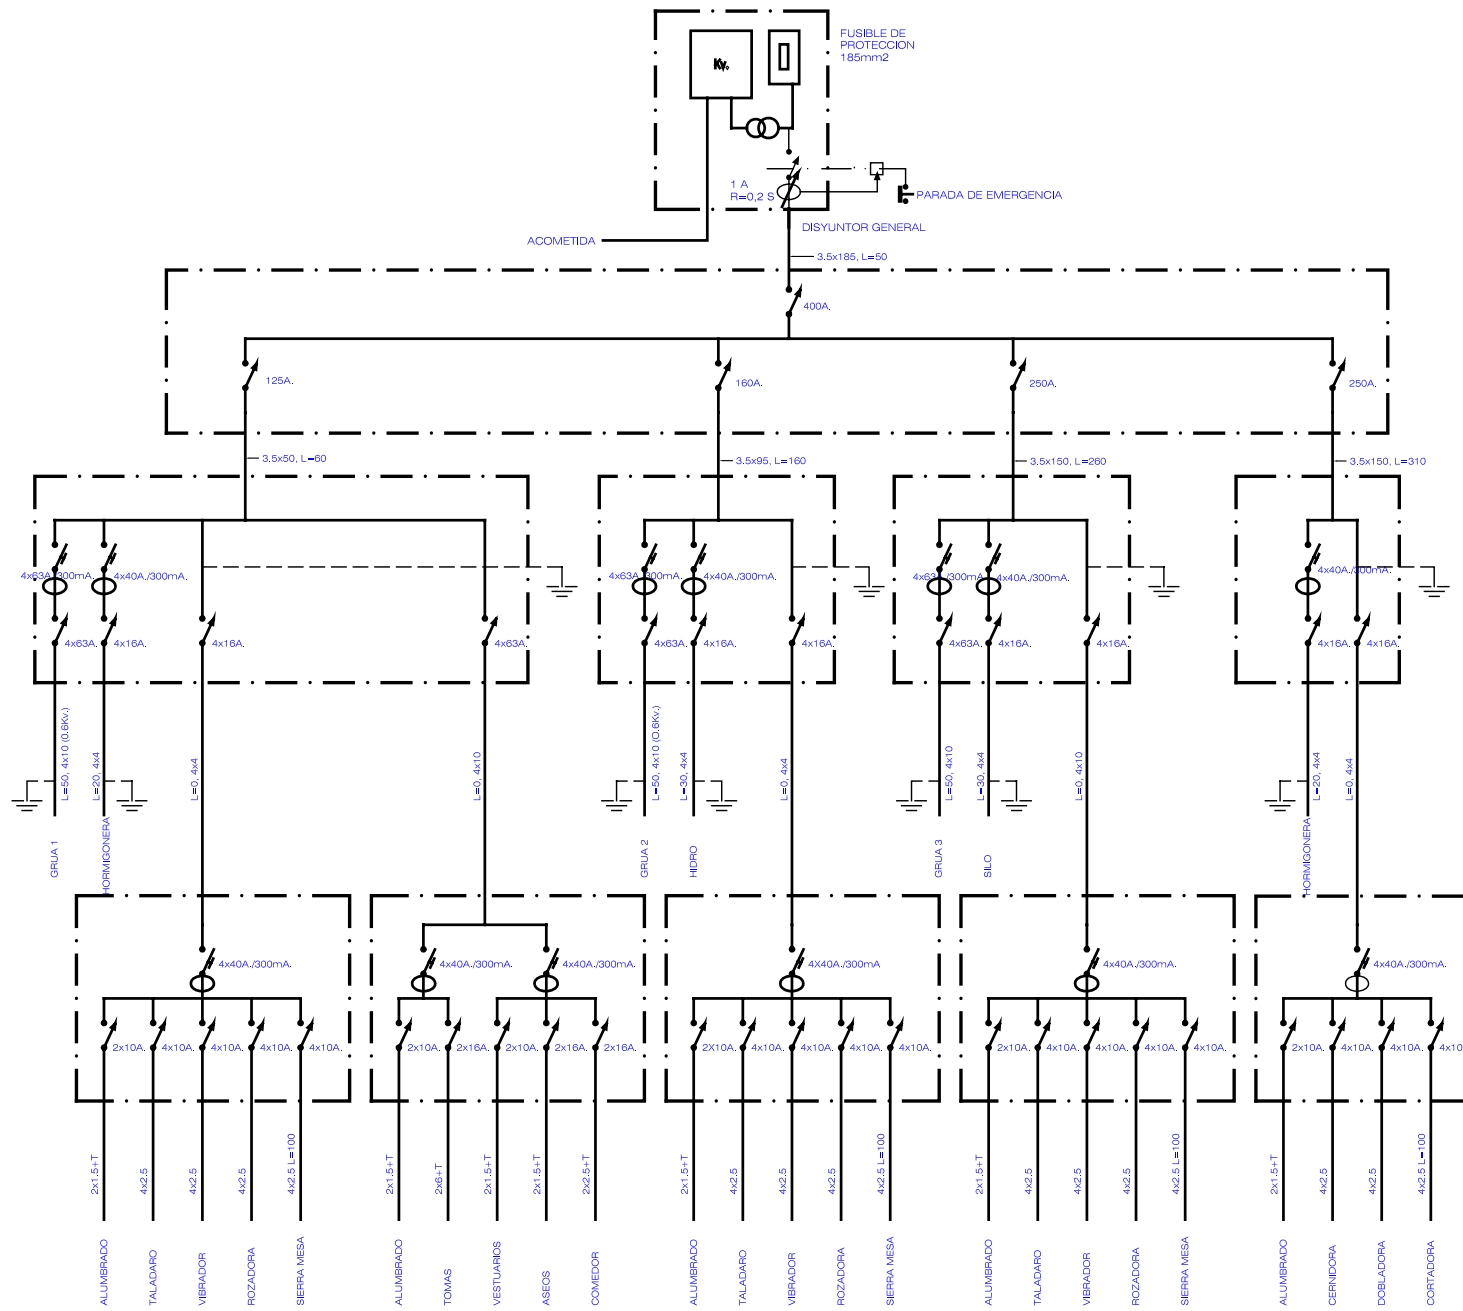 FUSIBLE DE
PROTECCION
185mm2
Kv.
1 A
R=0,2 S
PARADA DE EMERGENCIA
DISYUNTOR GENERAL
ACOMETIDA
3.5x185, L=50
400A.
125A.
160A.
250A.
250A.
3.5x50, L=60
3.5x95, L=160
3.5x150, L=260
3.5x150, L=310
4x63A./300mA.
4x40A./300mA.
4x63A./300mA.
4x40A./300mA.
4x63A./300mA.
4x40A./300mA.
4x40A./300mA.
4x63A.
4x16A.
4x16A.
4x63A.
4x63A.
4x16A.
4x16A.
4x63A.
4x16A.
4x16A.
4x16A.
4x16A.
L=50, 4x10 (0.6Kv.)
L=20, 4x4
L=0, 4x4
L=0, 4x10
L=50, 4x10 (0.6Kv.)
L=30, 4x4
L=0, 4x4
L=50, 4x10
L=30, 4x4
L=0, 4x10
L=20, 4x4
L=0, 4x4
GRUA 1
HORMIGONERA
GRUA 2
HIDRO
GRUA 3
SILO
HORMIGONERA
4x40A./300mA.
4x40A./300mA.
4x40A./300mA.
4X40A./300mA
4x40A./300mA.
4x40A./300mA.
2x10A.
4x10A.
4x10A.
4x10A.
4x10A.
2x10A.
2x16A.
2x10A.
2x16A.
2x16A.
2X10A.
4x10A.
4x10A.
4x10A.
4x10A.
2x10A.
4x10A.
4x10A.
4x10A.
4x10A.
2x10A.
4x10A.
4x10A.
4x10
2x1.5+T
4x2.5
4x2.5
4x2.5
4x2.5 L=100
2x1.5+T
2x6+T
2x1.5+T
2x1.5+T
2x2.5+T
2x1.5+T
4x2.5
4x2.5
4x2.5
4x2.5 L=100
2x1.5+T
4x2.5
4x2.5
4x2.5
4x2.5 L=100
2x1.5+T
4x2.5
4x2.5
4x2.5 L=100
ALUMBRADO
TALADARO
VIBRADOR
ROZADORA
SIERRA MESA
ALUMBRADO
TOMAS
VESTUARIOS
ASEOS
COMEDOR
ALUMBRADO
TALADARO
VIBRADOR
ROZADORA
SIERRA MESA
ALUMBRADO
TALADARO
VIBRADOR
ROZADORA
SIERRA MESA
ALUMBRADO
CERNIDORA
DOBLADORA
CORTADORA